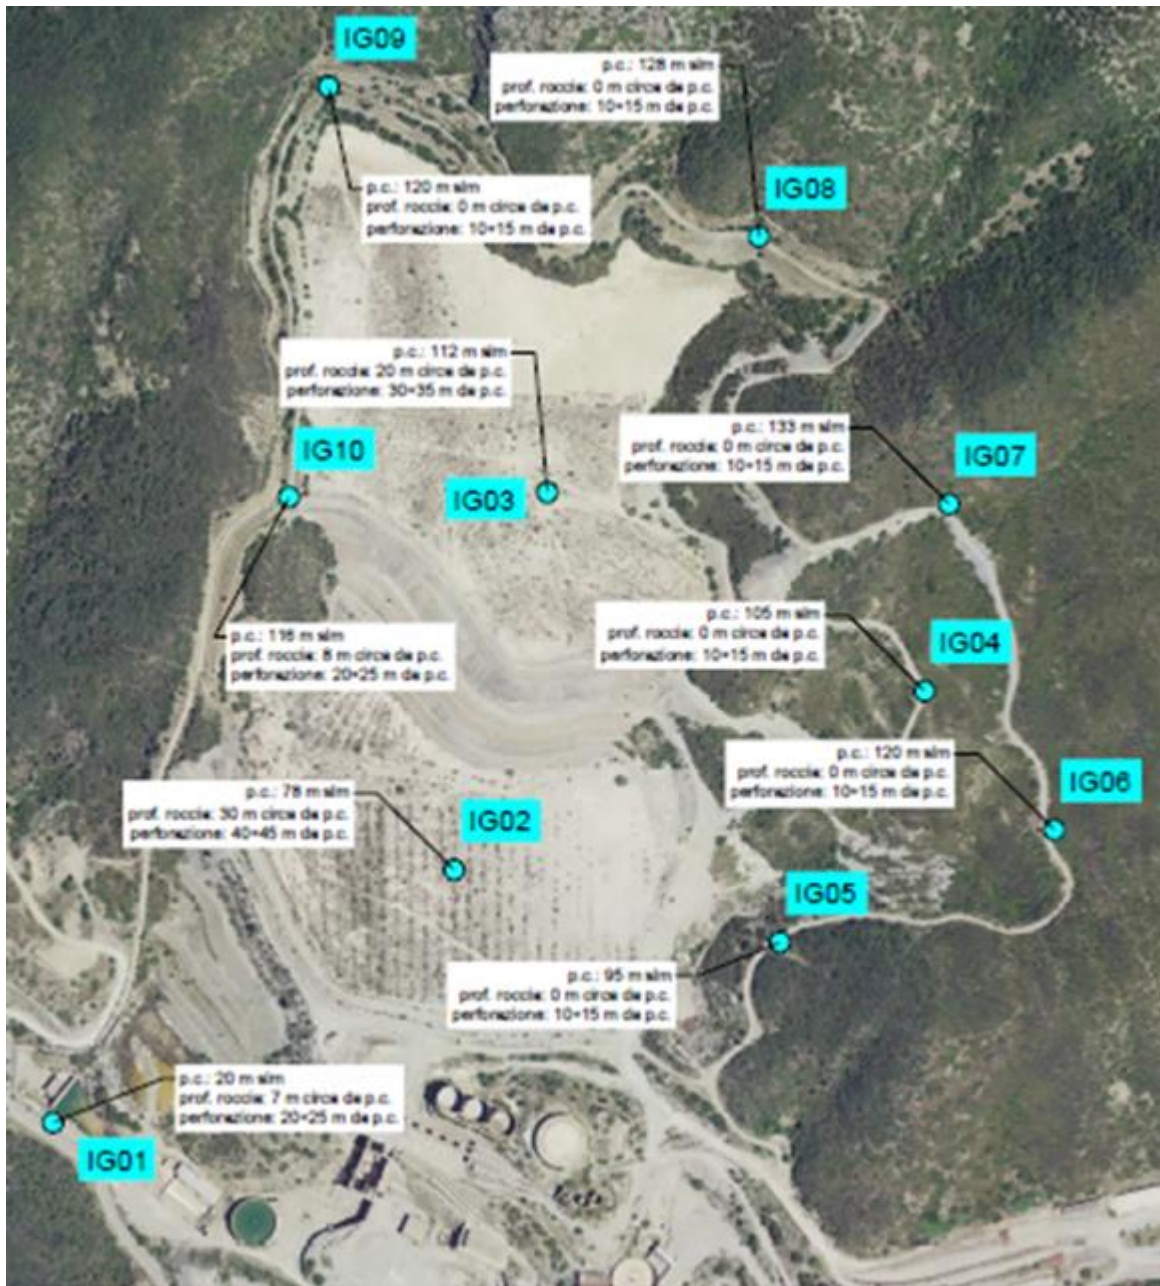 IG09
p.c.: 128 m slm
prof. roccia: 0 m circa da p.c.
perforazione: 10÷15 m da p.c.
IG08
p.c.: 120 m slm
prof. roccia: 0 m circa da p.c.
perforazione: 10÷15 m da p.c.
p.c.: 112 m slm
prof. roccia: 20 m circa da p.c.
perforazione: 30÷35 m da p.c.
IG03
IG10
p.c.: 133 m slm
prof. roccia: 0 m circa da p.c.
perforazione: 10÷15 m da p.c.
IG07
p.c.: 116 m slm
prof. roccia: 8 m circa da p.c.
perforazione: 20÷25 m da p.c.
p.c.: 105 m slm
prof. roccia: 0 m circa da p.c.
perforazione: 10÷15 m da p.c.
IG04
p.c.: 120 m slm
prof. roccia: 0 m circa da p.c.
perforazione: 10÷15 m da p.c.
IG06
p.c.: 78 m slm
prof. roccia: 30 m circa da p.c.
perforazione: 40÷45 m da p.c.
IG02
IG05
p.c.: 95 m slm
prof. roccia: 0 m circa da p.c.
perforazione: 10÷15 m da p.c.
p.c.: 20 m slm
prof. roccia: 7 m circa da p.c.
perforazione: 20÷25 m da p.c.
IG01